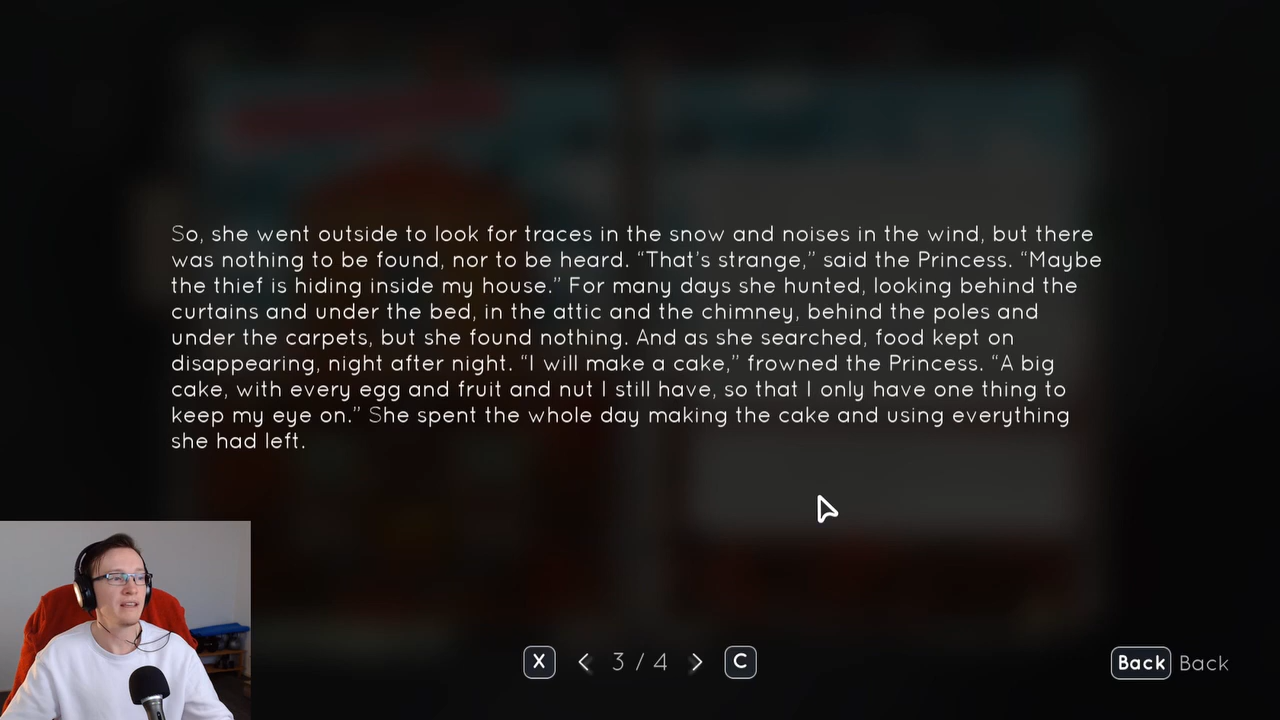 So, she went outside to look for traces in the snow and noises in the wind, but there
was nothing to be found, nor to be heard. “That’s strange,” said the Princess. “Maybe
the thief is hiding inside my house.” For many days she hunted, looking behind the
curtains and under the bed, in the attic and the chimney, behind the poles and
under the carpets, but she found nothing. And as she searched, food kept on
disappearing, night after night. “I will make a cake,” frowned the Princess. “A big
cake, with every egg and fruit and nut I still have, so that I only have one thing to
keep my eye on.” She spent the whole day making the cake and using everything
she had left.
X < 3 / 4 > C
Back Back